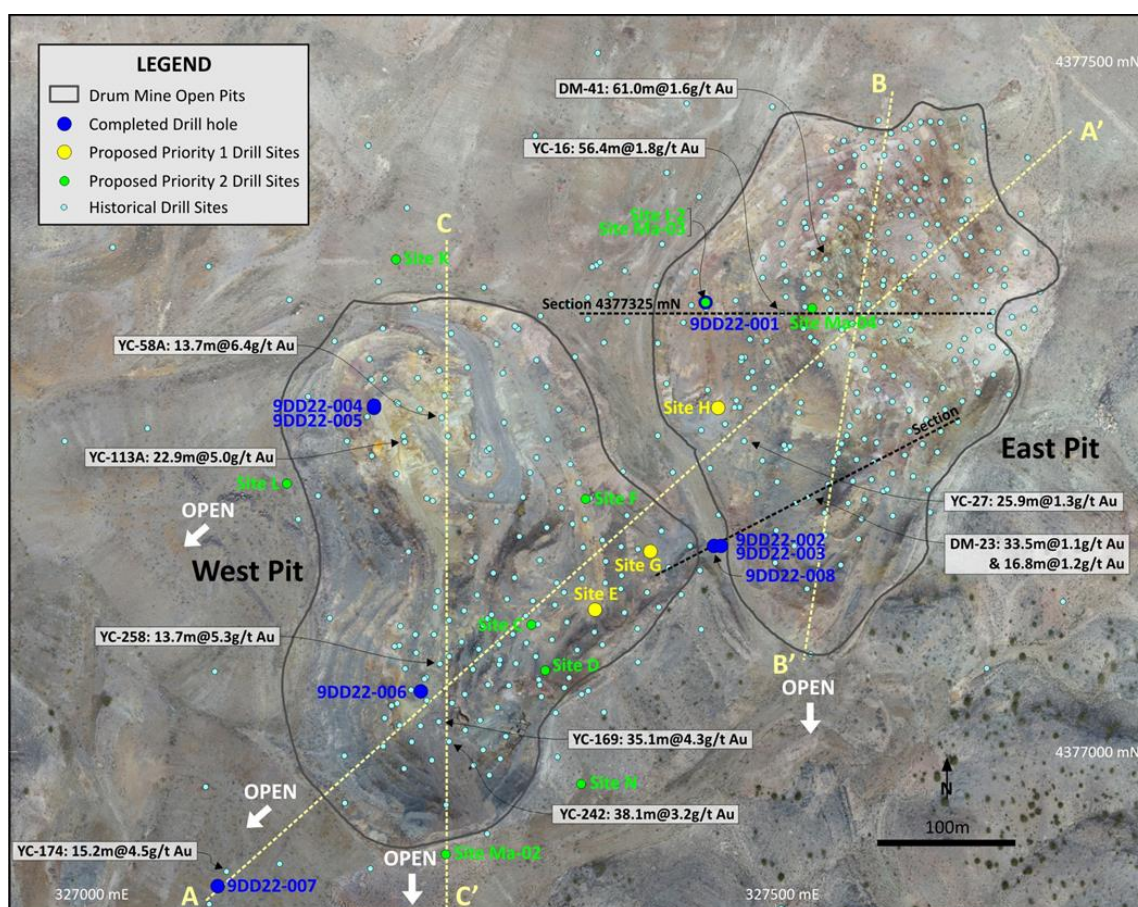 4377500 mN
LEGEND
Drum Mine Open Pits
Completed Drill hole
Proposed Priority 1 Drill Sites
Proposed Priority 2 Drill Sites
Historical Drill Sites
DM-41: 61.0m@1.6g/t Au
B
A'
YC-16: 56.4m@1.8g/t Au
C
Site L2
Site Ma-03
Site K
Section 4377325 mN
9DD22-001
Site Ma-04
YC-58A: 13.7m@6.4g/t Au
9DD22-004
9DD22-005
Site H
Section
East Pit
YC-113A: 22.9m@5.0g/t Au
Site L
OPEN
Site F
YC-27: 25.9m@1.3g/t Au
9DD22-002
9DD22-003
DM-23: 33.5m@1.1g/t Au
& 16.8m@1.2g/t Au
West Pit
Site G
9DD22-008
Site E
Site C
YC-258: 13.7m@5.3g/t Au
Site D
B'
OPEN
9DD22-006
YC-169: 35.1m@4.3g/t Au
4377000 mN
N
Site N
OPEN
YC-242: 38.1m@3.2g/t Au
100m
YC-174: 15.2m@4.5g/t Au
OPEN
Site Ma-02
327000 mE
A
9DD22-007
C'
327500 mE